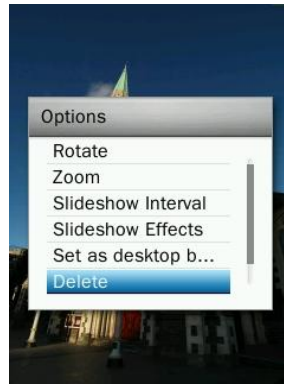 Options
Rotate
Zoom
Slideshow Interval
Slideshow Effects
Set as desktop b...
Delete